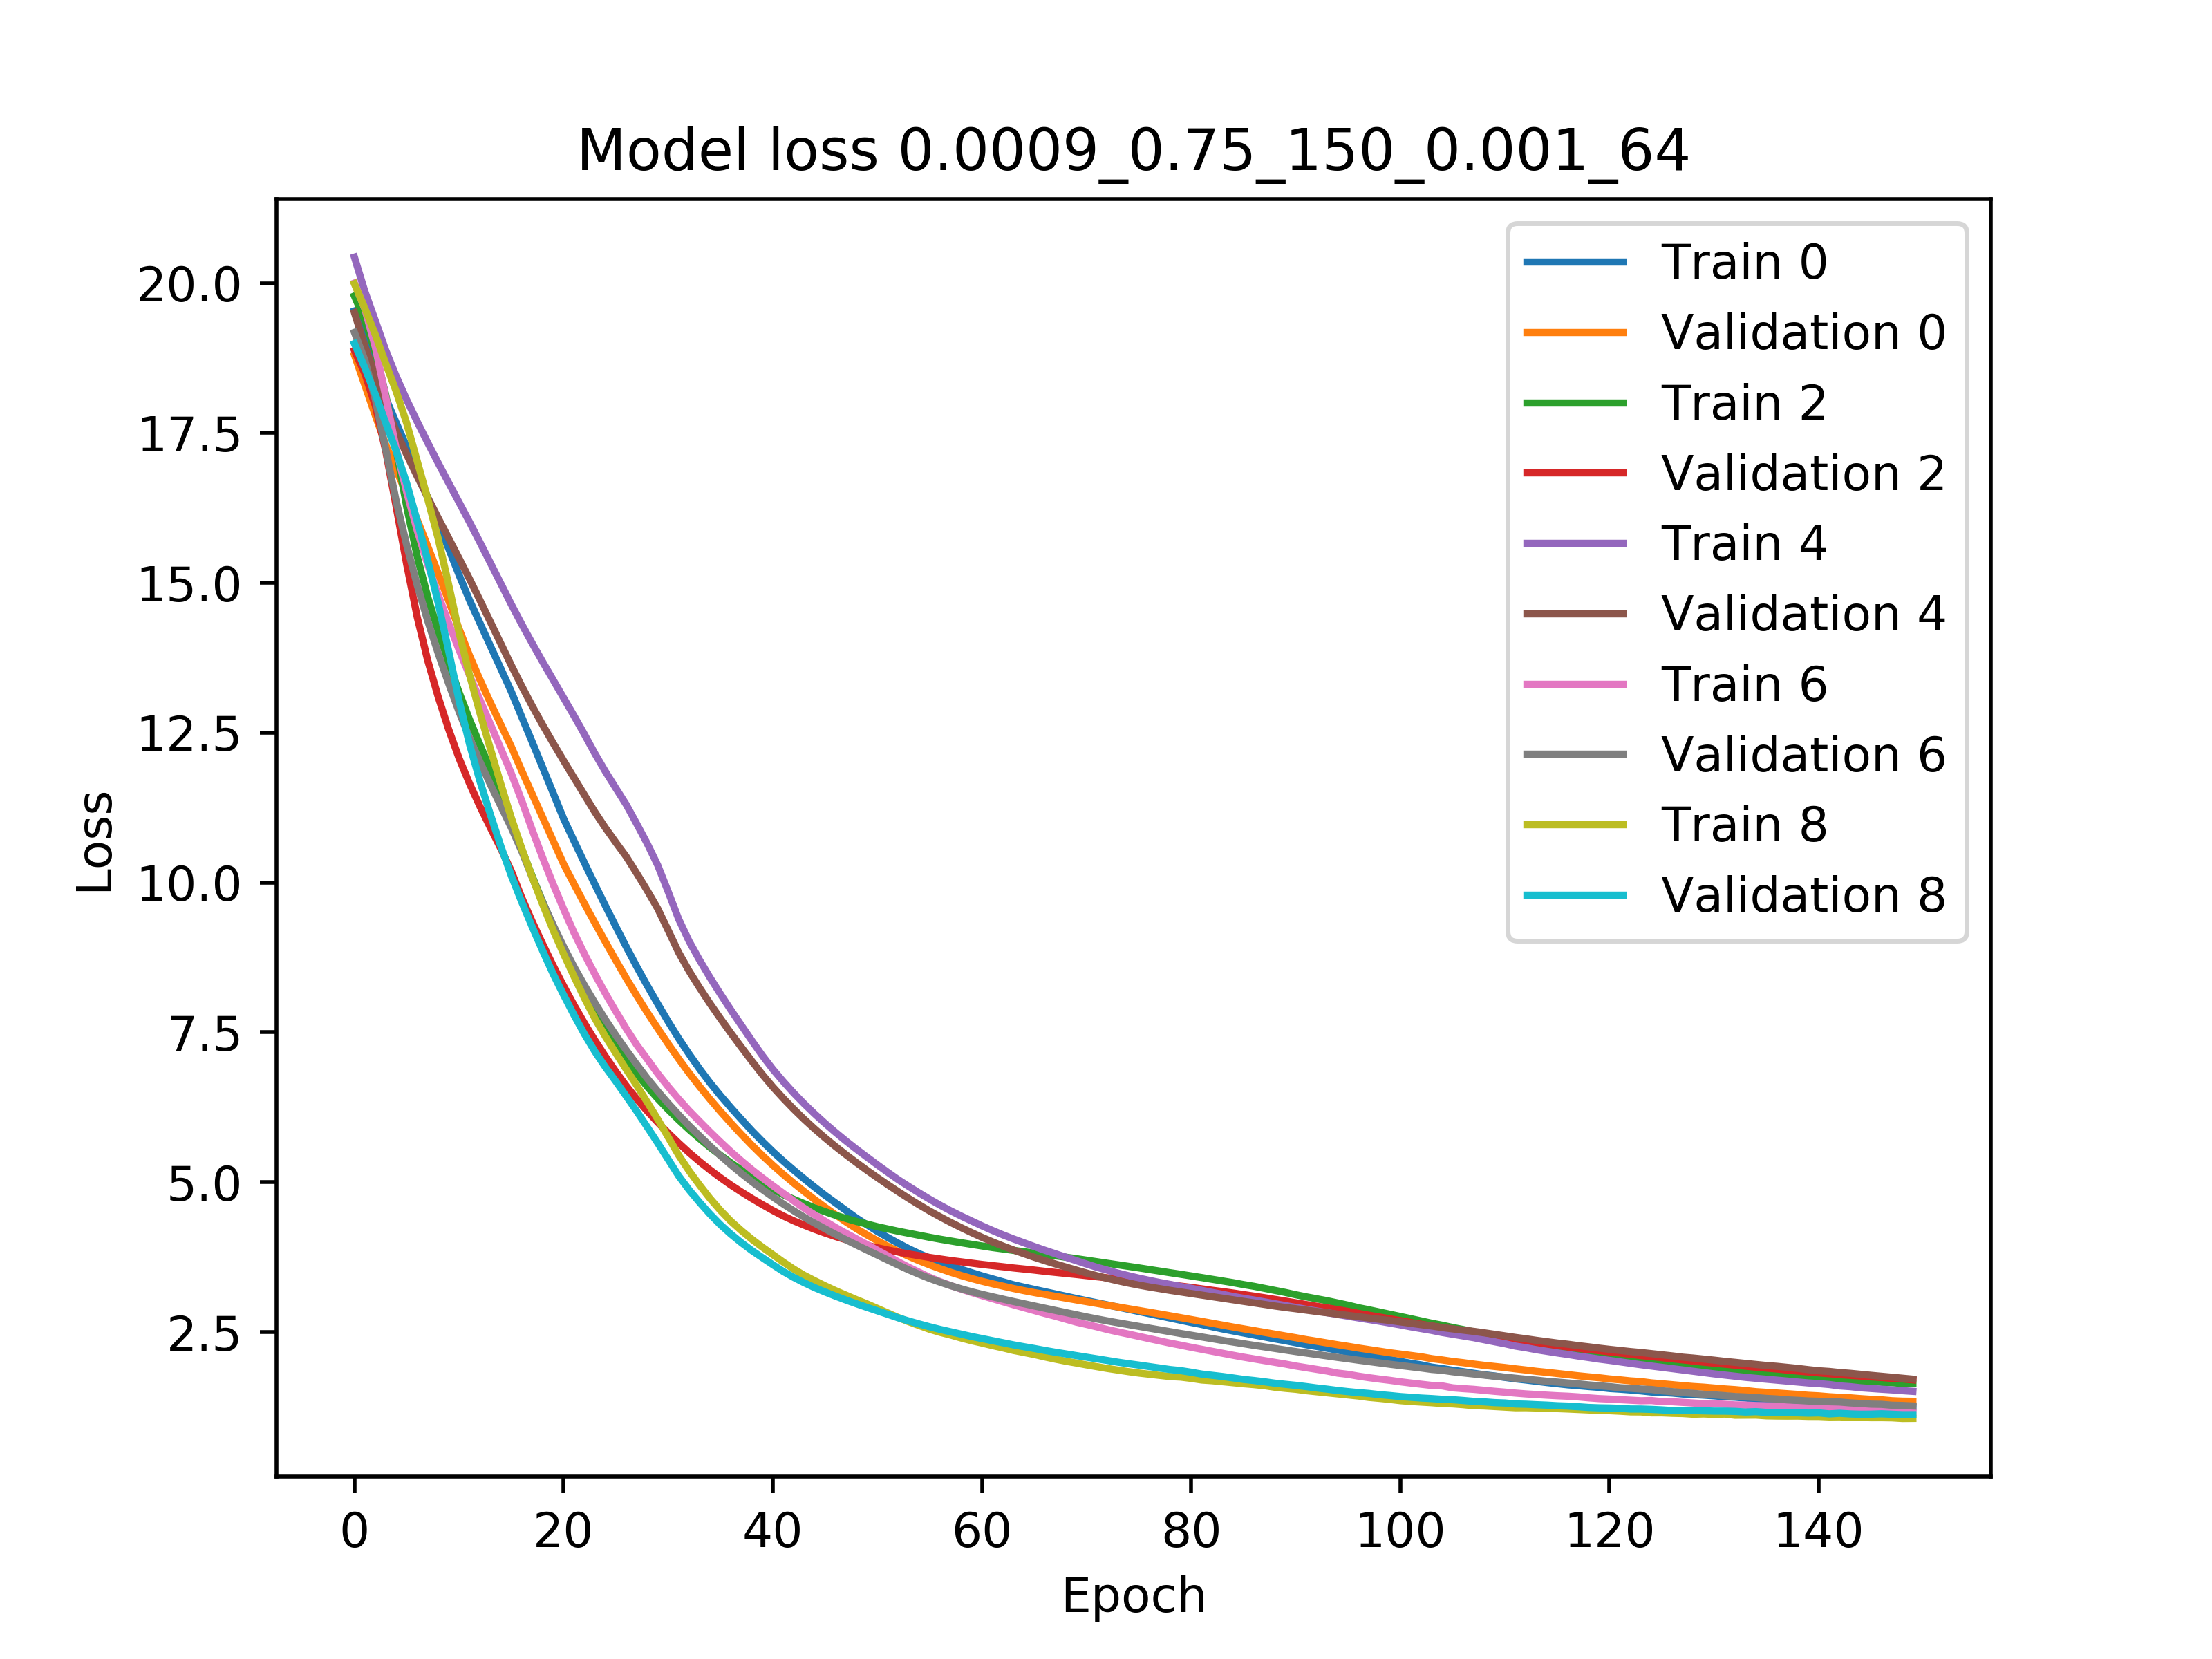 Model loss 0.0009_0.75_150_0.001_64
20.0
17.5
15.0
12.5
10.0
7.5
5.0
2.5
Loss
Train 0
Validation 0
Train 2
Validation 2
Train 4
Validation 4
Train 6
Validation 6
Train 8
Validation 8
0 20 40 60 80 100 120 140
Epoch